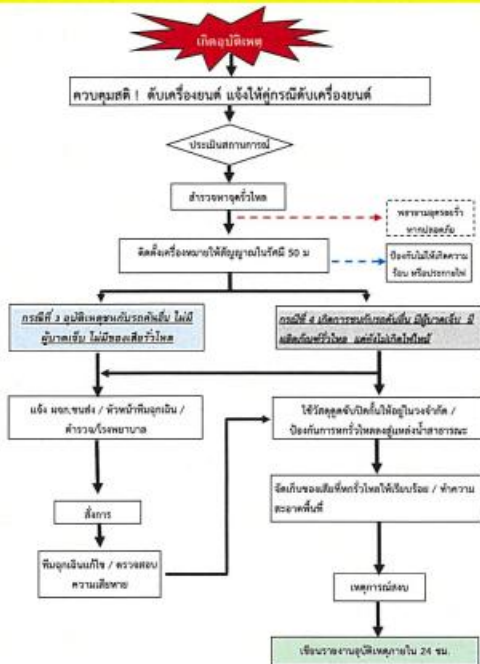 เกิดอุบัติเหตุ
ควบคุมสติ ! ดับเครื่องยนต์ แจ้งให้คู่กรณีดับเครื่องยนต์
ประเมินสถานการณ์
สำรวจหาจุดรั่วไหล
พยายามอุดรอยรั่ว
หากปลอดภัย
ติดตั้งเครื่องหมายให้สัญญาณในรัศมี 50 ม
ป้องกันไม่ให้เกิดความ
ร้อน หรือประกายไฟ
กรณีที่ 3 อุบัติเหตุชนกับรถคันอื่น ไม่มี
ผู้บาดเจ็บ ไม่มีของเสียรั่วไหล
กรณีที่ 4 เกิดการชนกับรถคันอื่น มีผู้บาดเจ็บ มี
ผลิตภัณฑ์รั่วไหล แต่ยังไม่เกิดไฟไหม้
แจ้ง ผจก.ขนส่ง / หัวหน้าทีมฉุกเฉิน /
ตำรวจ/โรงพยาบาล
ใช้วัสดุดูดซับปิดกั้นให้อยู่ในวงจำกัด /
ป้องกันการหกรั่วไหลลงสู่แหล่งน้ำสาธารณะ
สั่งการ
จัดเก็บของเสียที่หกรั่วไหลให้เรียบร้อย / ทำความ
สะอาดพื้นที่
ทีมฉุกเฉินแก้ไข / ตรวจสอบ
ความเสียหาย
เหตุการณ์สงบ
เขียนรายงานอุบัติเหตุภายใน 24 ชม.